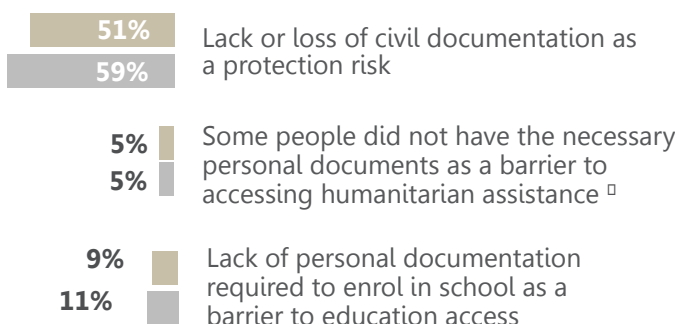 51%
59%
Lack or loss of civil documentation as
a protection risk
5%
5%
Some people did not have the necessary
personal documents as a barrier to
accessing humanitarian assistance
9%
11%
Lack of personal documentation
required to enrol in school as a
barrier to education access